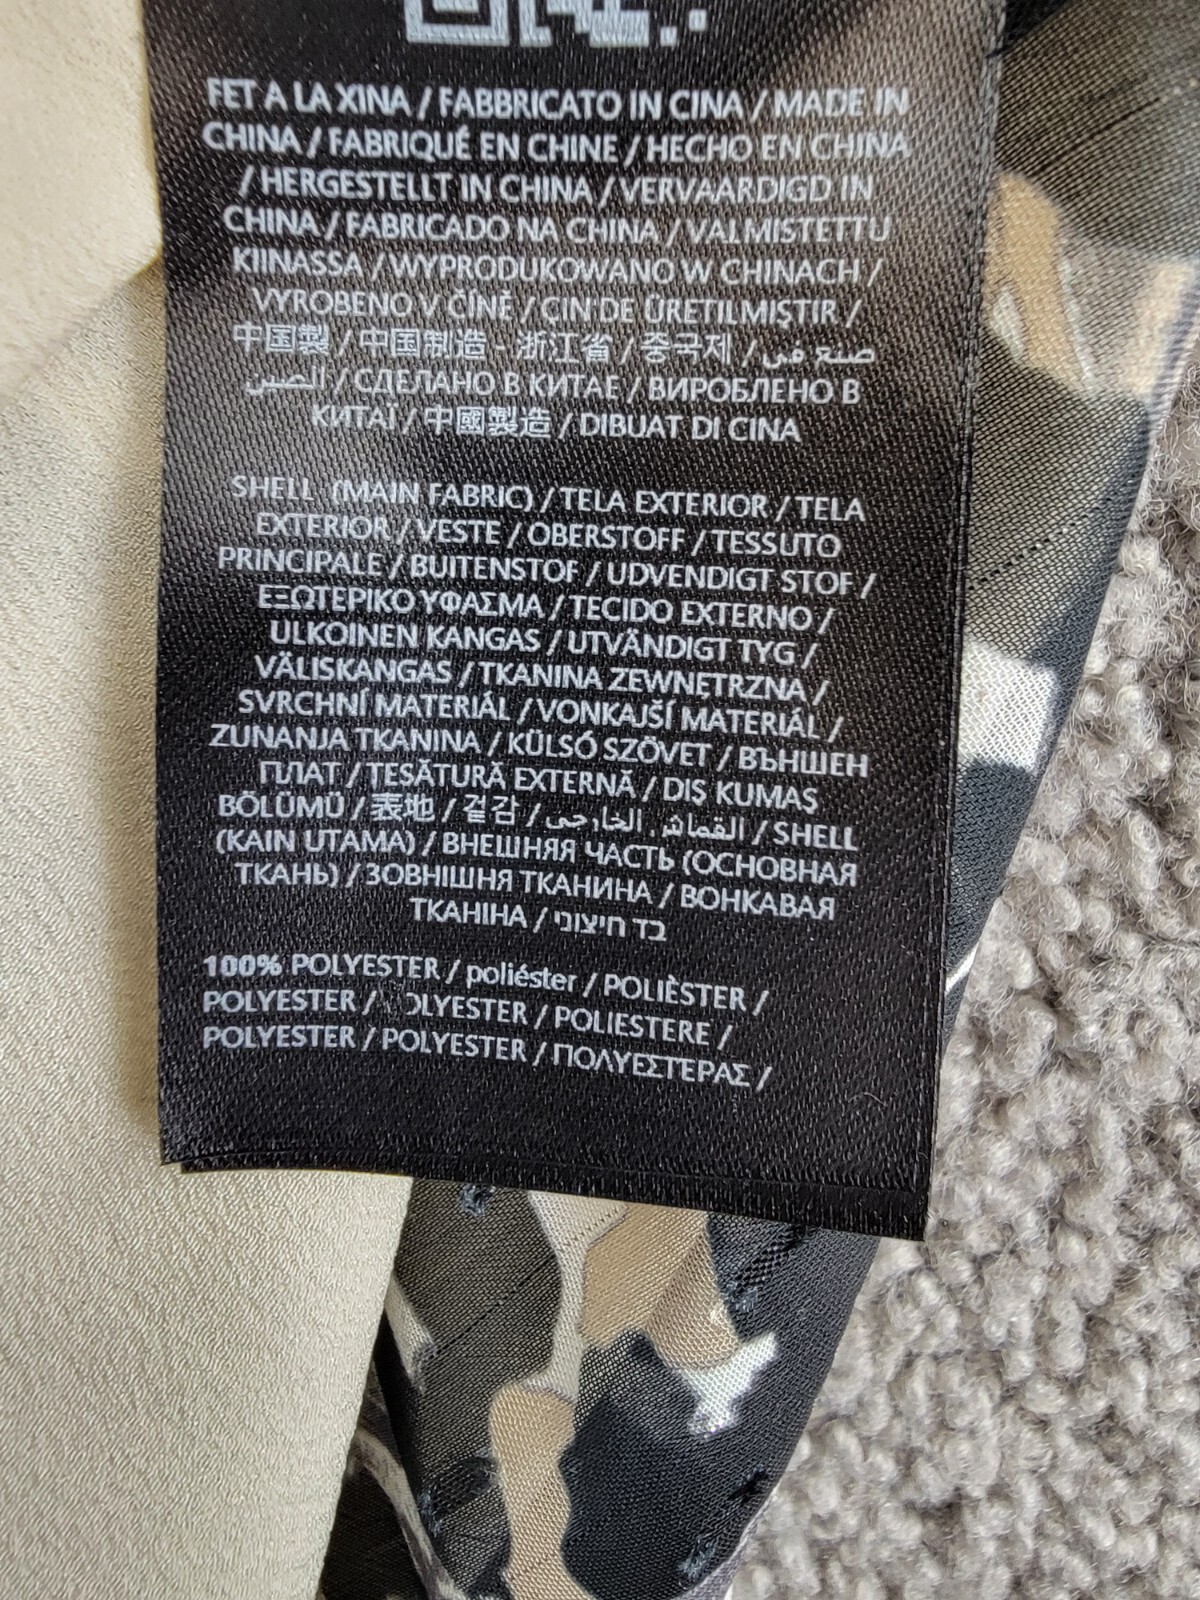 FET A LA XINA / FABBRICATO IN CINA / MADE IN
CHINA / FABRIQUÉ EN CHINE / HECHO EN CHINA
/ HERGESTELLT IN CHINA / VERVAARDIGD IN
CHINA / FABRICADO NA CHINA / VALMISTETTU
KIINASSA / WYPRODUKOWANO W CHINACH /
VYROBENO V ČÍNĚ / ÇİN'DE ÜRETİLMİŞTİR /
中国製 / 中国制造 - 浙江省 / 중국제 / صنع في
الصين / СДЕЛАНО В КИТАЕ / ВИРОБЛЕНО В
КИТАЇ / 中國製造 / DIBUAT DI CINA
SHELL (MAIN FABRIC) / TELA EXTERIOR / TELA
EXTERIOR / VESTE / OBERSTOFF / TESSUTO
PRINCIPALE / BUITENSTOF / UDVENDIGT STOF /
ΕΞΩΤΕΡΙΚΟ ΥΦΑΣΜΑ / TECIDO EXTERNO /
ULKOINEN KANGAS / UTVÄNDIGT TYG /
VÄLISKANGAS / TKANINA ZEWNĘTRZNA /
SVRCHNÍ MATERIÁL / VONKAJŠÍ MATERIÁL /
ZUNANJA TKANINA / KÜLSŐ SZÖVET / ВЪНШЕН
ПЛАТ / ȚESĂTURĂ EXTERNĂ / DIŞ KUMAŞ
BÖLÜMÜ / 表地 / 겉감 / القماش الخارجي / SHELL
(KAIN UTAMA) / ВНЕШНЯЯ ЧАСТЬ (ОСНОВНАЯ
ТКАНЬ) / ЗОВНІШНЯ ТКАНИНА / ВОНКАВАЯ
ТКАНІНА / בד חיצוני
100% POLYESTER / poliéster / POLIÈSTER /
POLYESTER / OLYESTER / POLIESTERE /
POLYESTER / POLYESTER / ΠΟΛΥΕΣΤΕΡΑΣ /